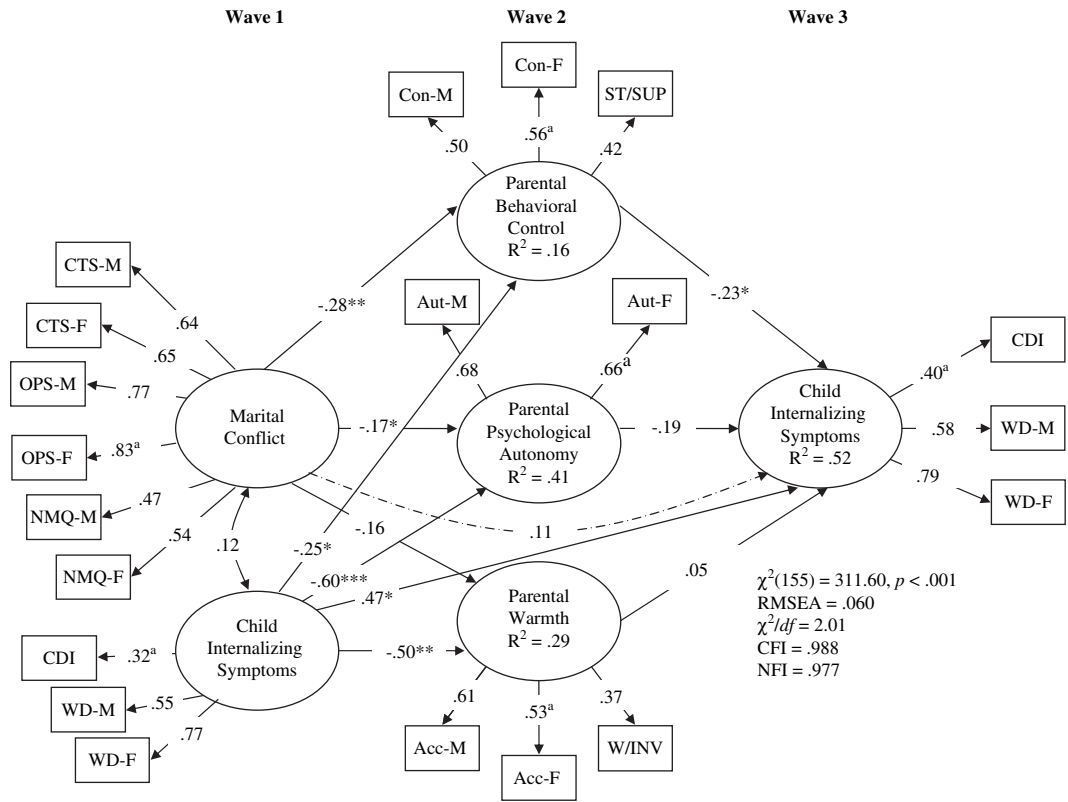 Wave 1
Wave 2
Wave 3
Con-F
Con-M
ST/SUP
.50
.56ᵃ
.42
Parental
Behavioral
Control
R² = .16
CTS-M
CTS-F
OPS-M
OPS-F
NMQ-M
NMQ-F
.64
.65
.77
.83ᵃ
.47
.54
Marital
Conflict
-.28**
-.17*
-.16
.12
Aut-M
Aut-F
.68
.66ᵃ
Parental
Psychological
Autonomy
R² = .41
-.23*
-.19
.11
Child
Internalizing
Symptoms
R² = .52
.40ᵃ
.58
.79
CDI
WD-M
WD-F
-.25*
-.60***
.47*
-.50**
Child
Internalizing
Symptoms
CDI
WD-M
WD-F
.32ᵃ
.55
.77
Parental
Warmth
R² = .29
.05
.61
.53ᵃ
.37
Acc-M
Acc-F
W/INV
χ²(155) = 311.60, p < .001
RMSEA = .060
χ²/df = 2.01
CFI = .988
NFI = .977